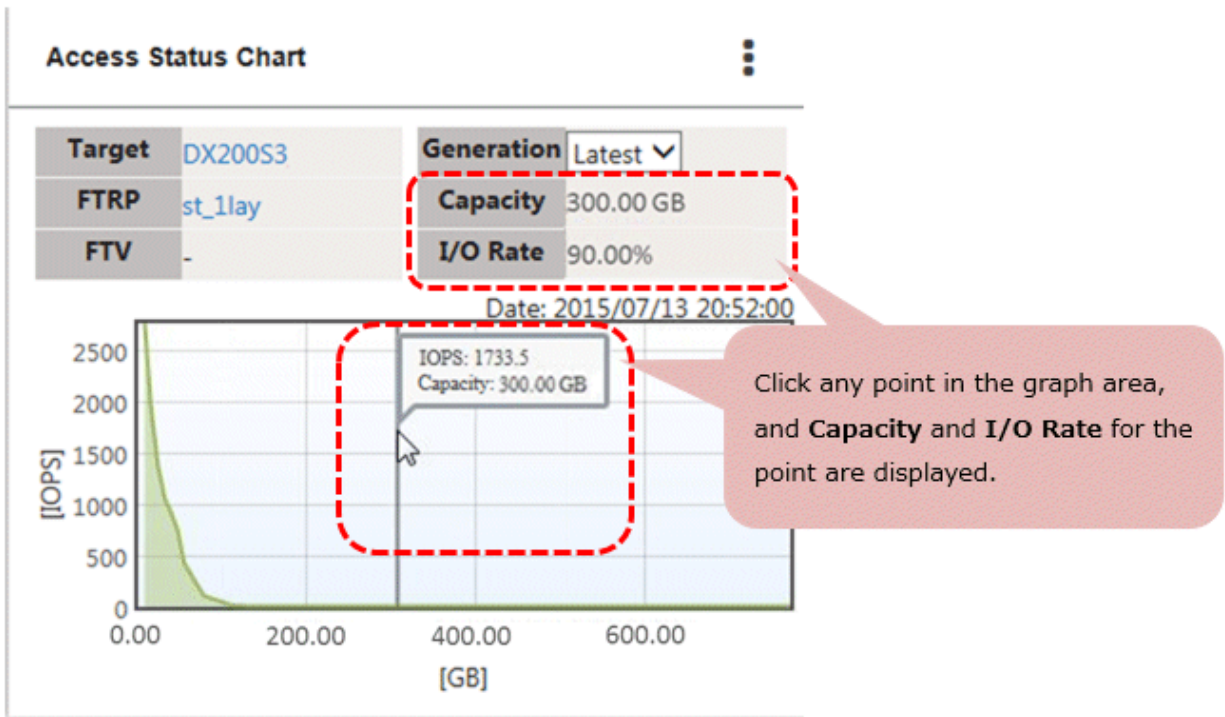 Access Status Chart
Target DX200S3 Generation Latest
FTRP st_1lay Capacity 300.00 GB
FTV - I/O Rate 90.00%
Date: 2015/07/13 20:52:00
IOPS: 1733.5
Capacity: 300.00 GB
Click any point in the graph area,
and Capacity and I/O Rate for the
point are displayed.
[IOPS]
2500
2000
1500
1000
500
0
0.00 200.00 400.00 600.00
[GB]